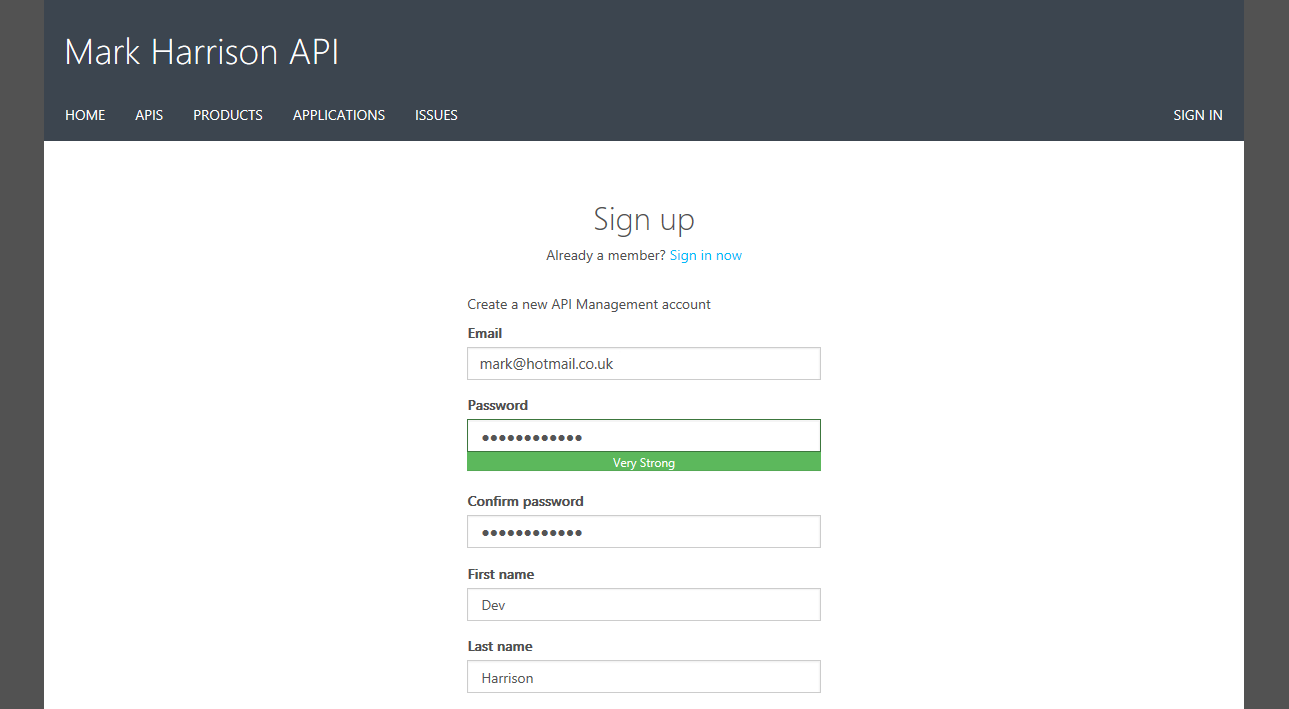 Mark Harrison API
HOME APIS PRODUCTS APPLICATIONS ISSUES SIGN IN
Sign up
Already a member? Sign in now
Create a new API Management account
Email
mark@hotmail.co.uk
Password
●●●●●●●●●●●●
Very Strong
Confirm password
●●●●●●●●●●●●
First name
Dev
Last name
Harrison